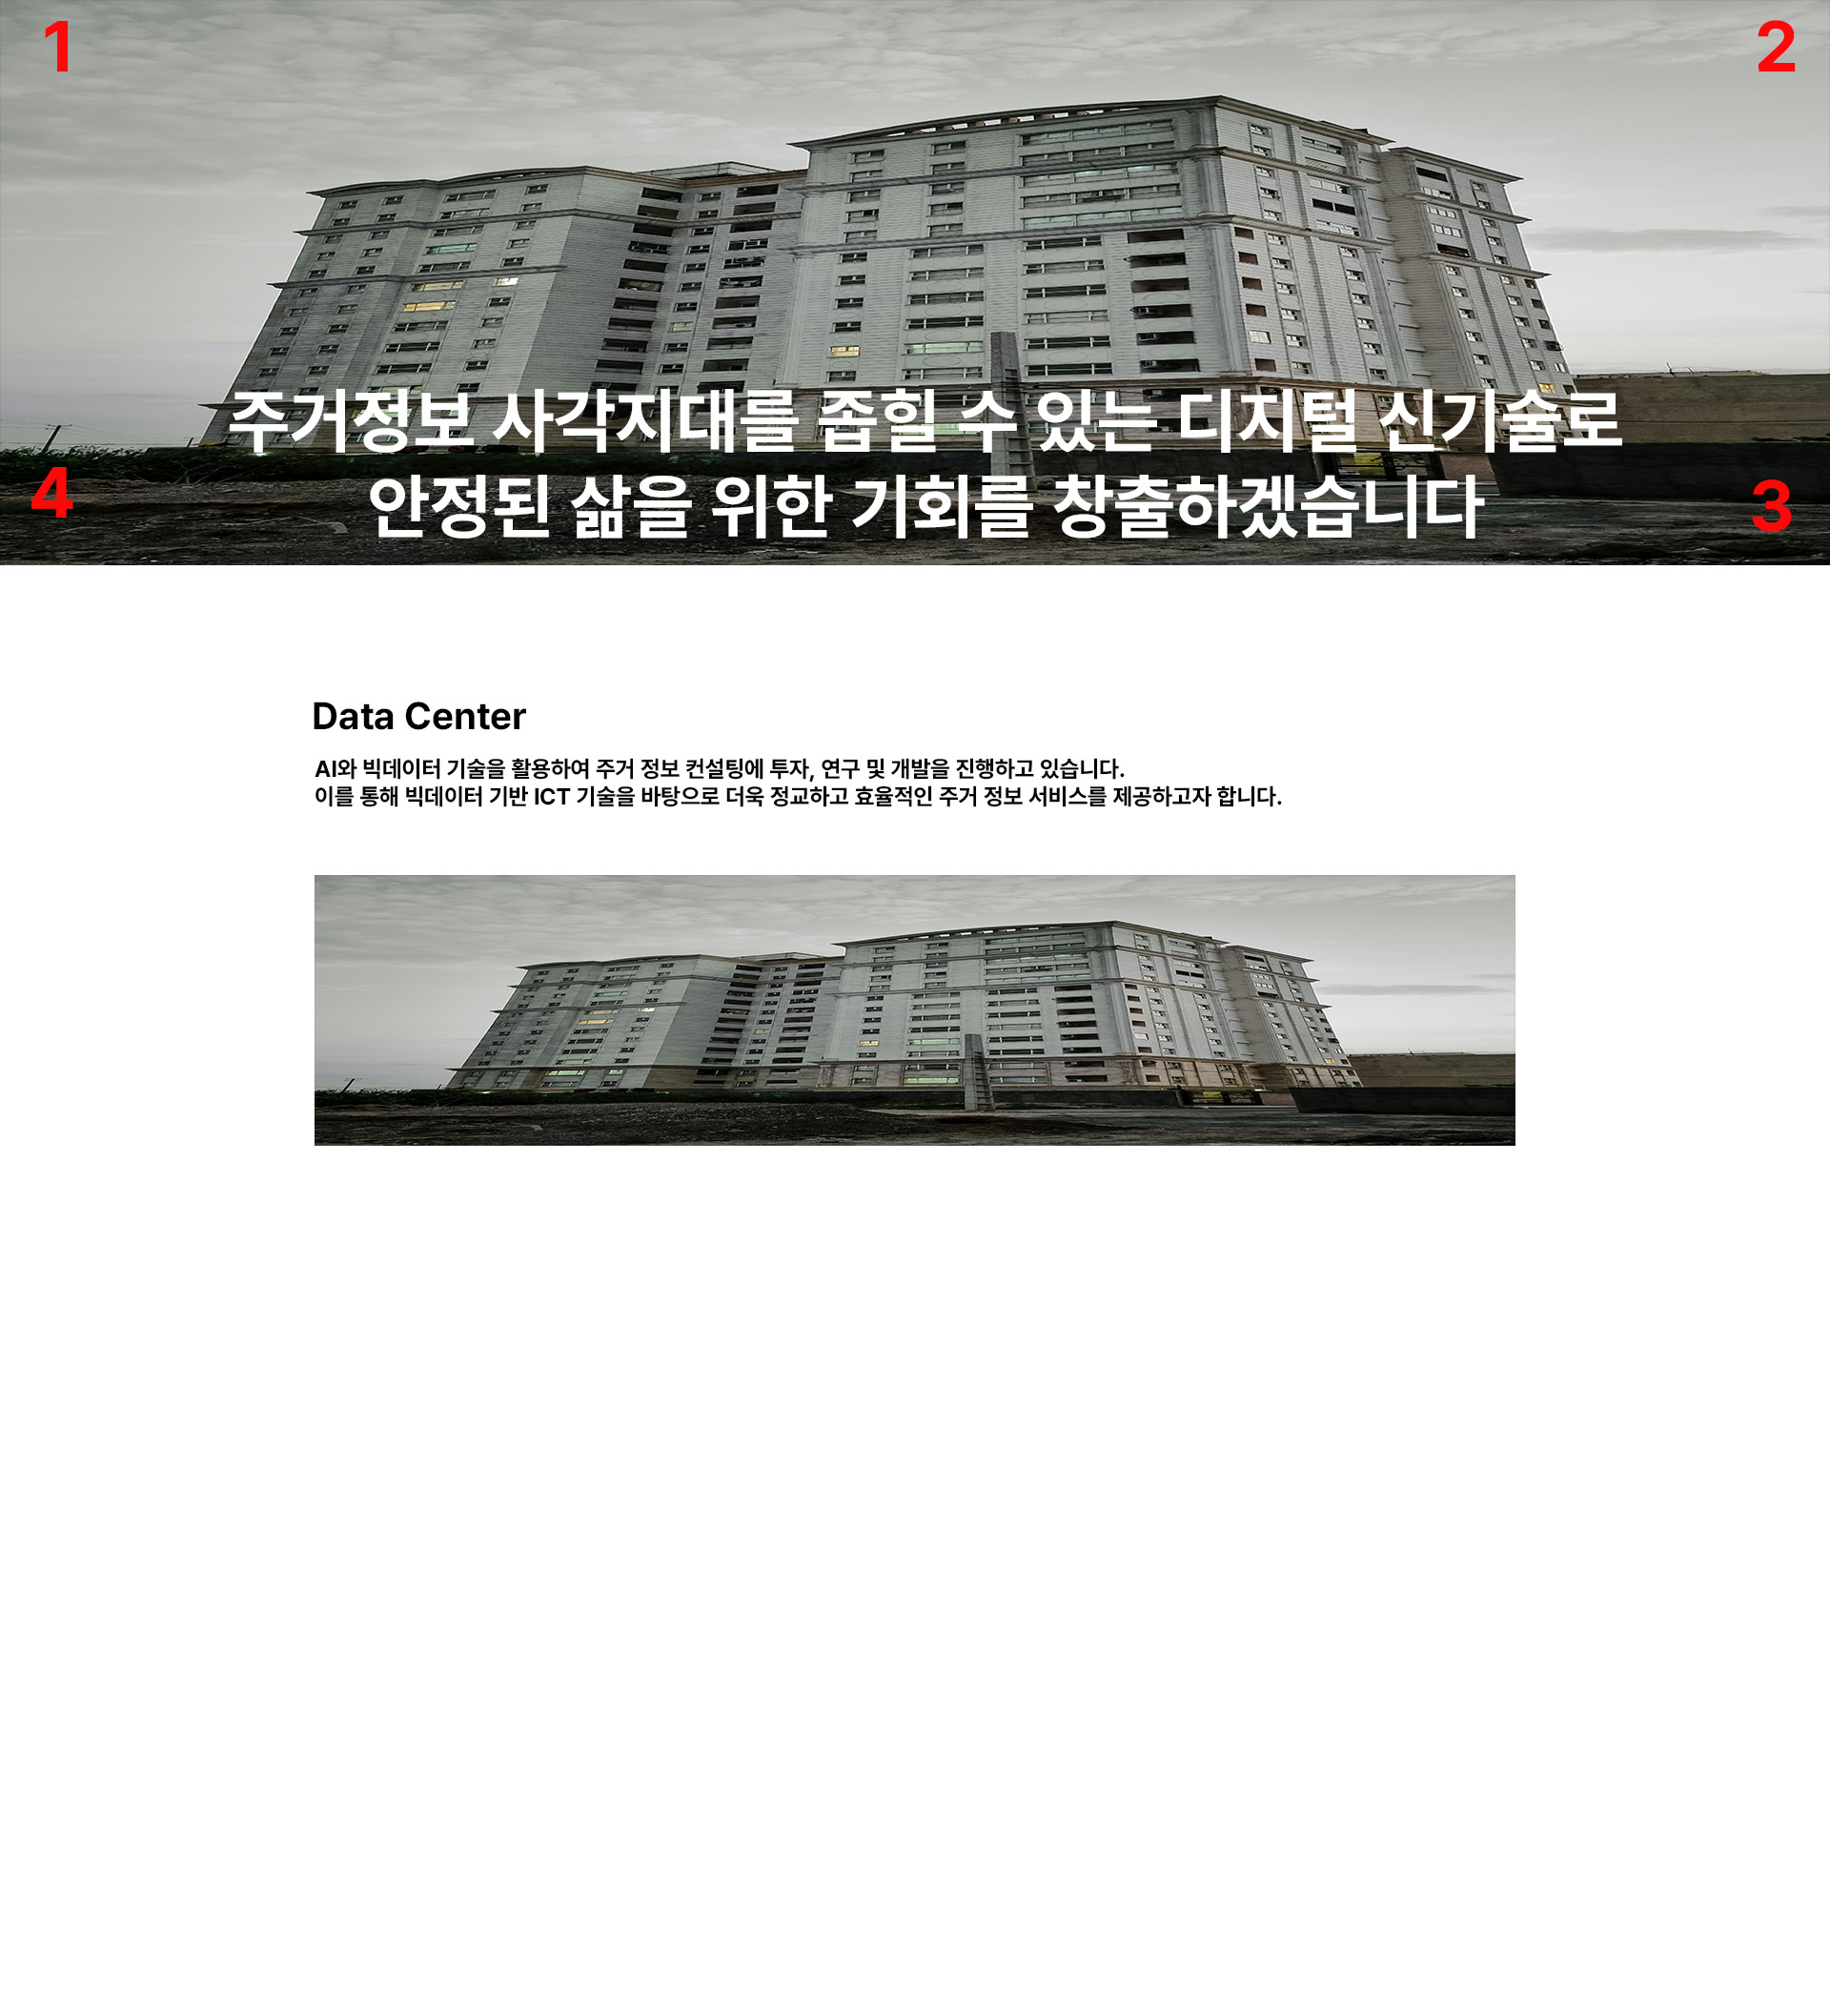 1
2
주거정보 사각지대를 좁힐 수 있는 디지털 신기술로
4
안정된 삶을 위한 기회를 창출하겠습니다
3
Data Center
AI와 빅데이터 기술을 활용하여 주거 정보 컨설팅에 투자, 연구 및 개발을 진행하고 있습니다.
이를 통해 빅데이터 기반 ICT 기술을 바탕으로 더욱 정교하고 효율적인 주거 정보 서비스를 제공하고자 합니다.